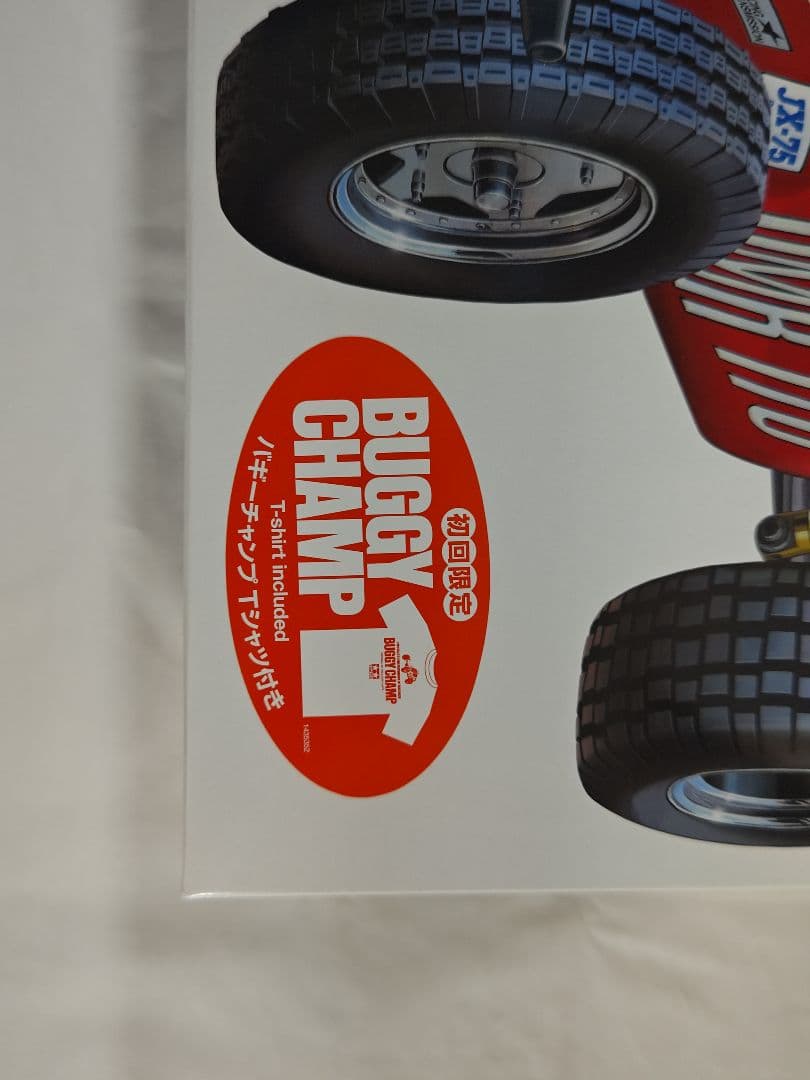 初回限定
BUGGY
CHAMP
T-shirt included
バギーチャンプ Tシャツ付き
BUGGY CHAMP
1435352
JX-75